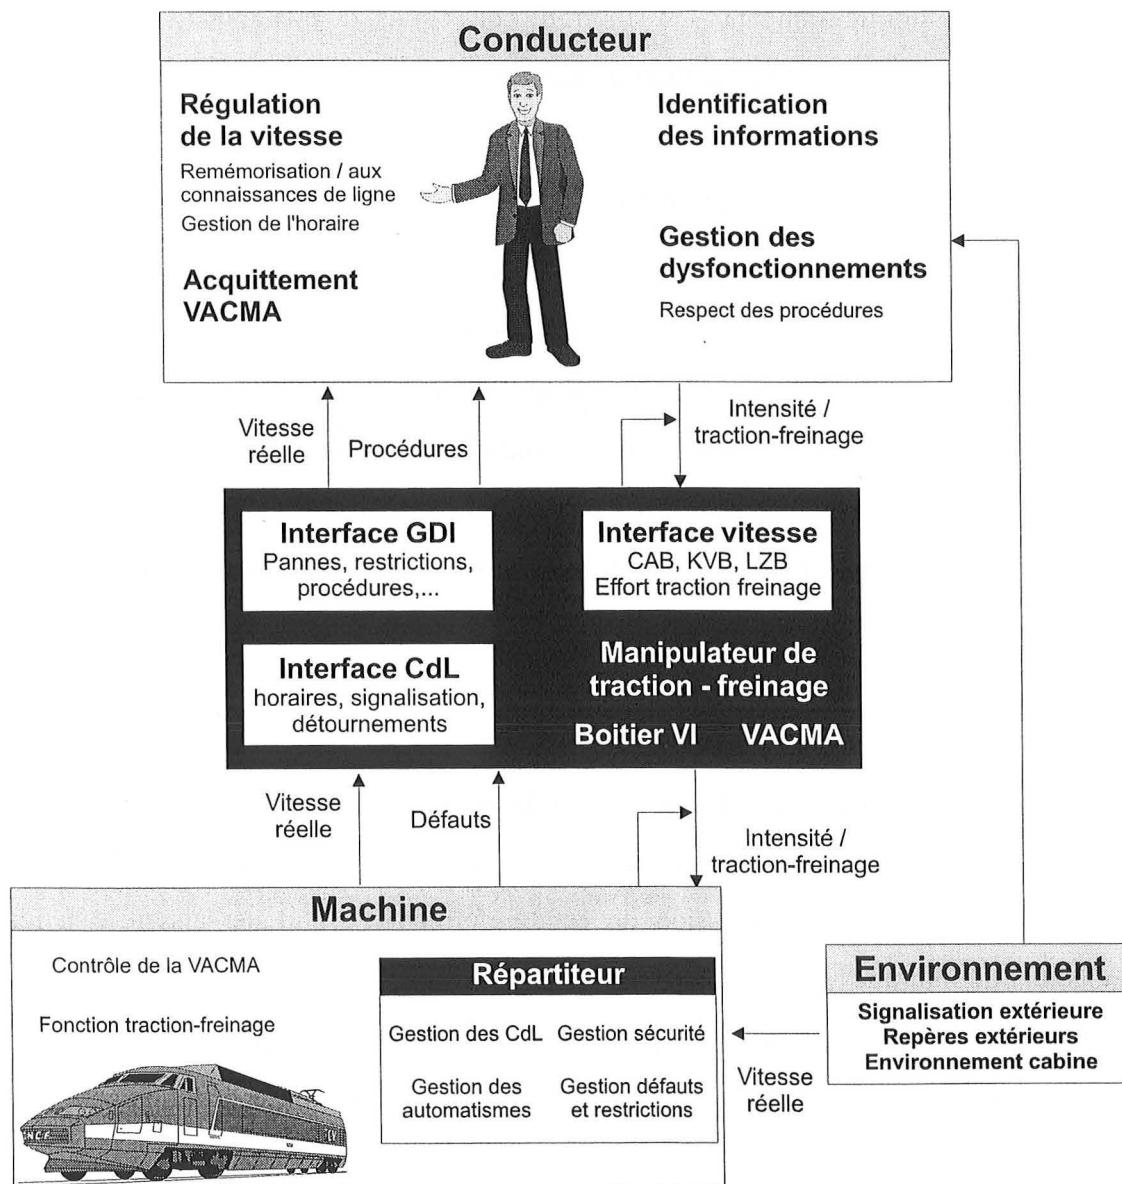 Conducteur
Régulation
de la vitesse
Remémorisation / aux
connaissances de ligne
Gestion de l'horaire
Acquittement
VACMA
Identification
des informations
Gestion des
dysfonctionnements
Respect des procédures
Vitesse
réelle
Procédures
Intensité /
traction-freinage
Interface GDI
Pannes, restrictions,
procédures,...
Interface vitesse
CAB, KVB, LZB
Effort traction freinage
Interface CdL
horaires, signalisation,
détournements
Manipulateur de
traction - freinage
Boitier VI VACMA
Vitesse
réelle
Défauts
Intensité /
traction-freinage
Machine
Contrôle de la VACMA
Fonction traction-freinage
Répartiteur
Gestion des CdL Gestion sécurité
Gestion des
automatismes
Gestion défauts
et restrictions
Environnement
Signalisation extérieure
Repères extérieurs
Environnement cabine
Vitesse
réelle